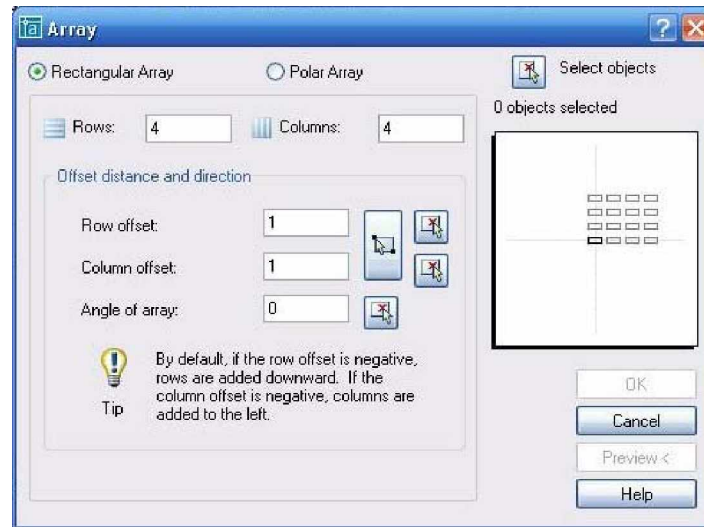 Array
Rectangular Array
Polar Array
Select objects
0 objects selected
Rows: 4
Columns: 4
Offset distance and direction
Row offset: 1
Column offset: 1
Angle of array: 0
By default, if the row offset is negative,
rows are added downward. If the
column offset is negative, columns are
added to the left.
Tip
OK
Cancel
Preview <
Help